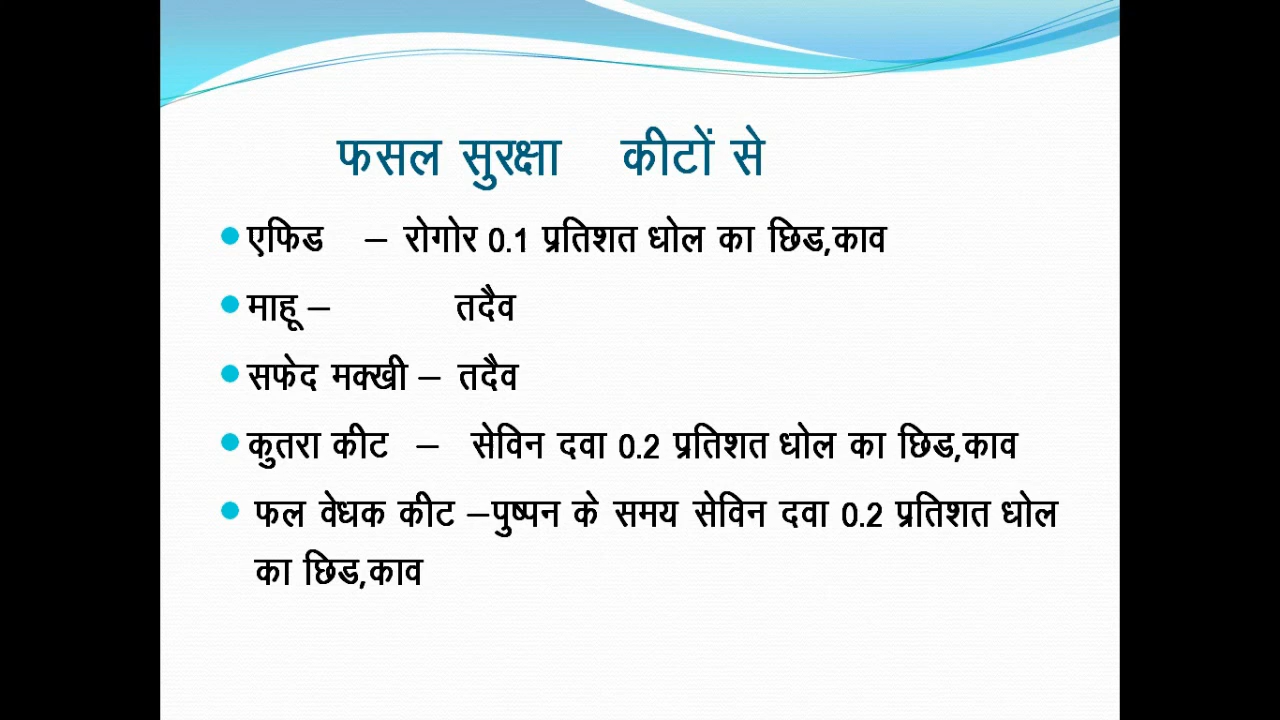 फसल सुरक्षा कीटों से
एफिड – रोगोर 0.1 प्रतिशत धोल का छिड,काव
माहू – तदैव
सफेद मक्खी – तदैव
कुतरा कीट – सेविन दवा 0.2 प्रतिशत धोल का छिड,काव
फल वेधक कीट –पुष्पन के समय सेविन दवा 0.2 प्रतिशत धोल
का छिड,काव